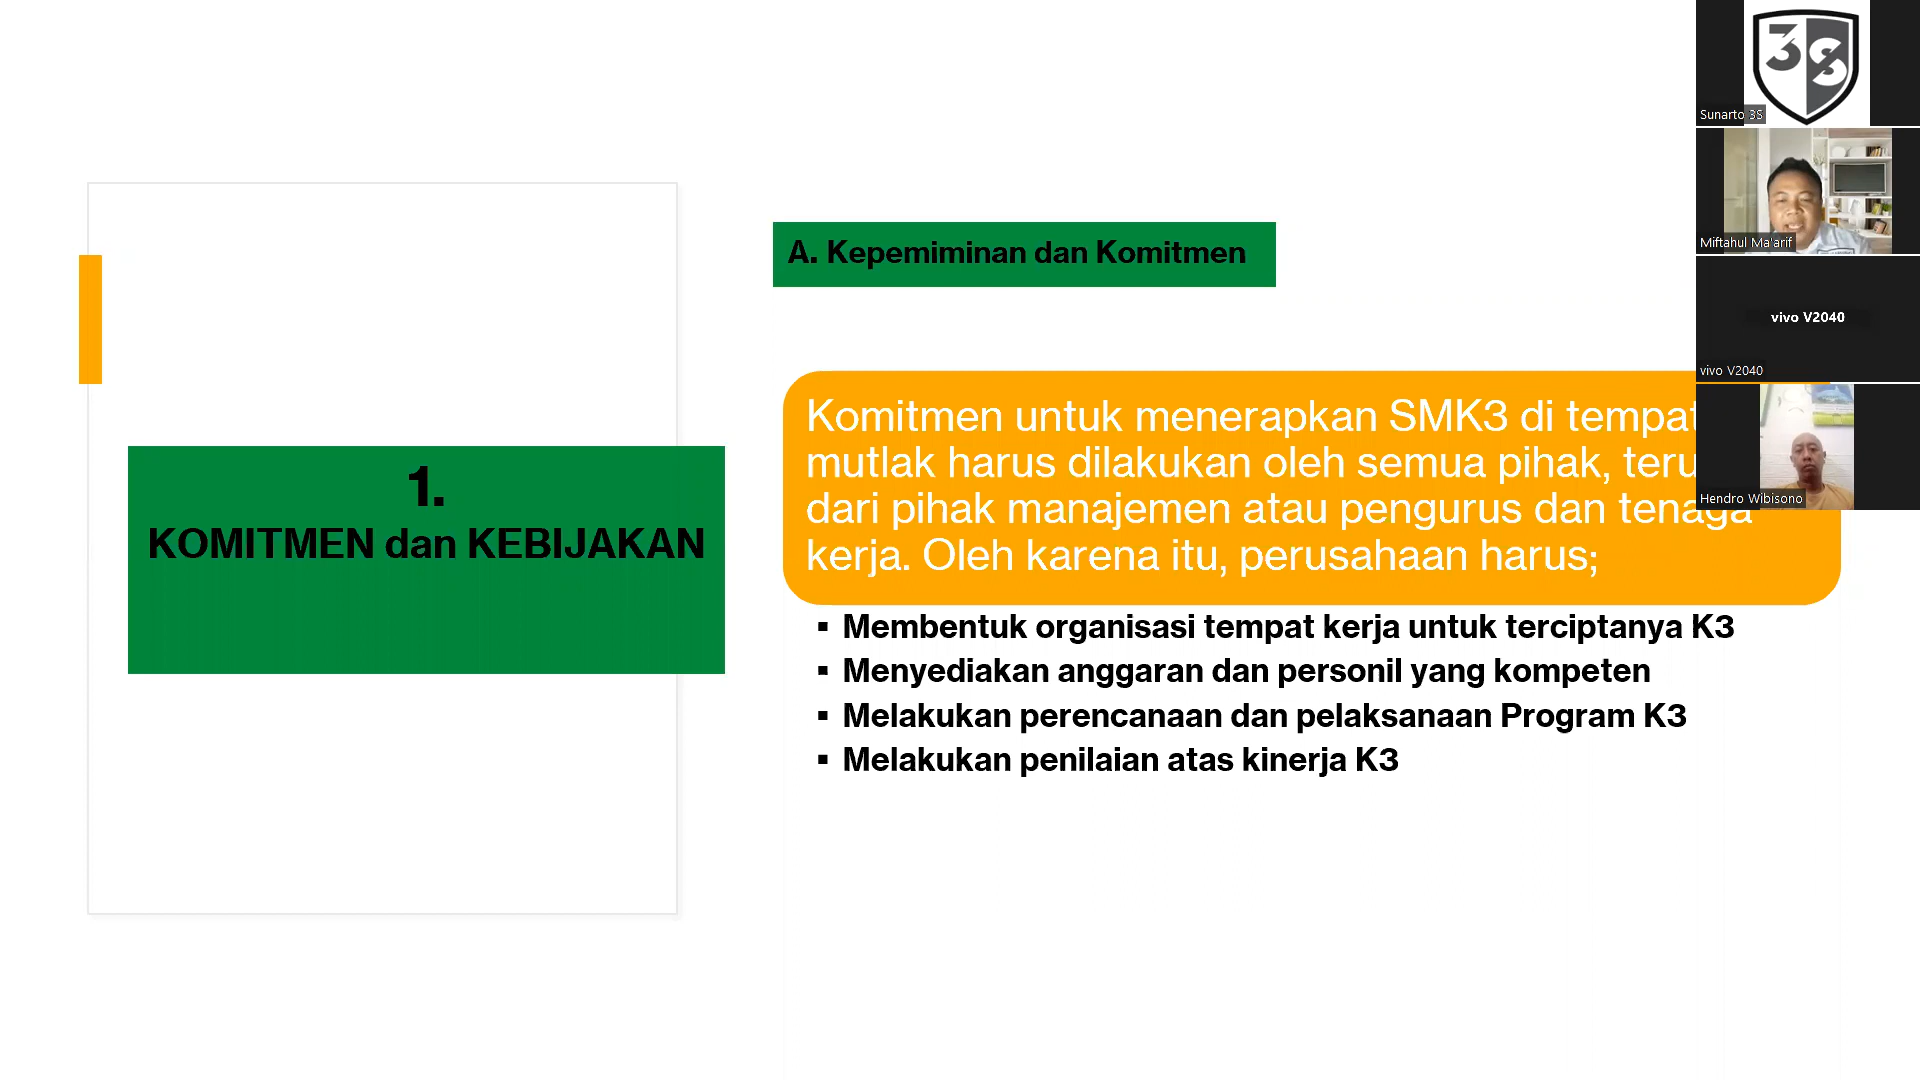 1.
KOMITMEN dan KEBIJAKAN
A. Kepemiminan dan Komitmen
Komitmen untuk menerapkan SMK3 di tempat
mutlak harus dilakukan oleh semua pihak,
dari pihak manajemen atau pengurus dan tenaga
kerja. Oleh karena itu, perusahaan harus;
▪ Membentuk organisasi tempat kerja untuk terciptanya K3
▪ Menyediakan anggaran dan personil yang kompeten
▪ Melakukan perencanaan dan pelaksanaan Program K3
▪ Melakukan penilaian atas kinerja K3
3S
Sunarto 3S
Miftahul Ma'arif
vivo V2040
vivo V2040
Hendro Wibisono